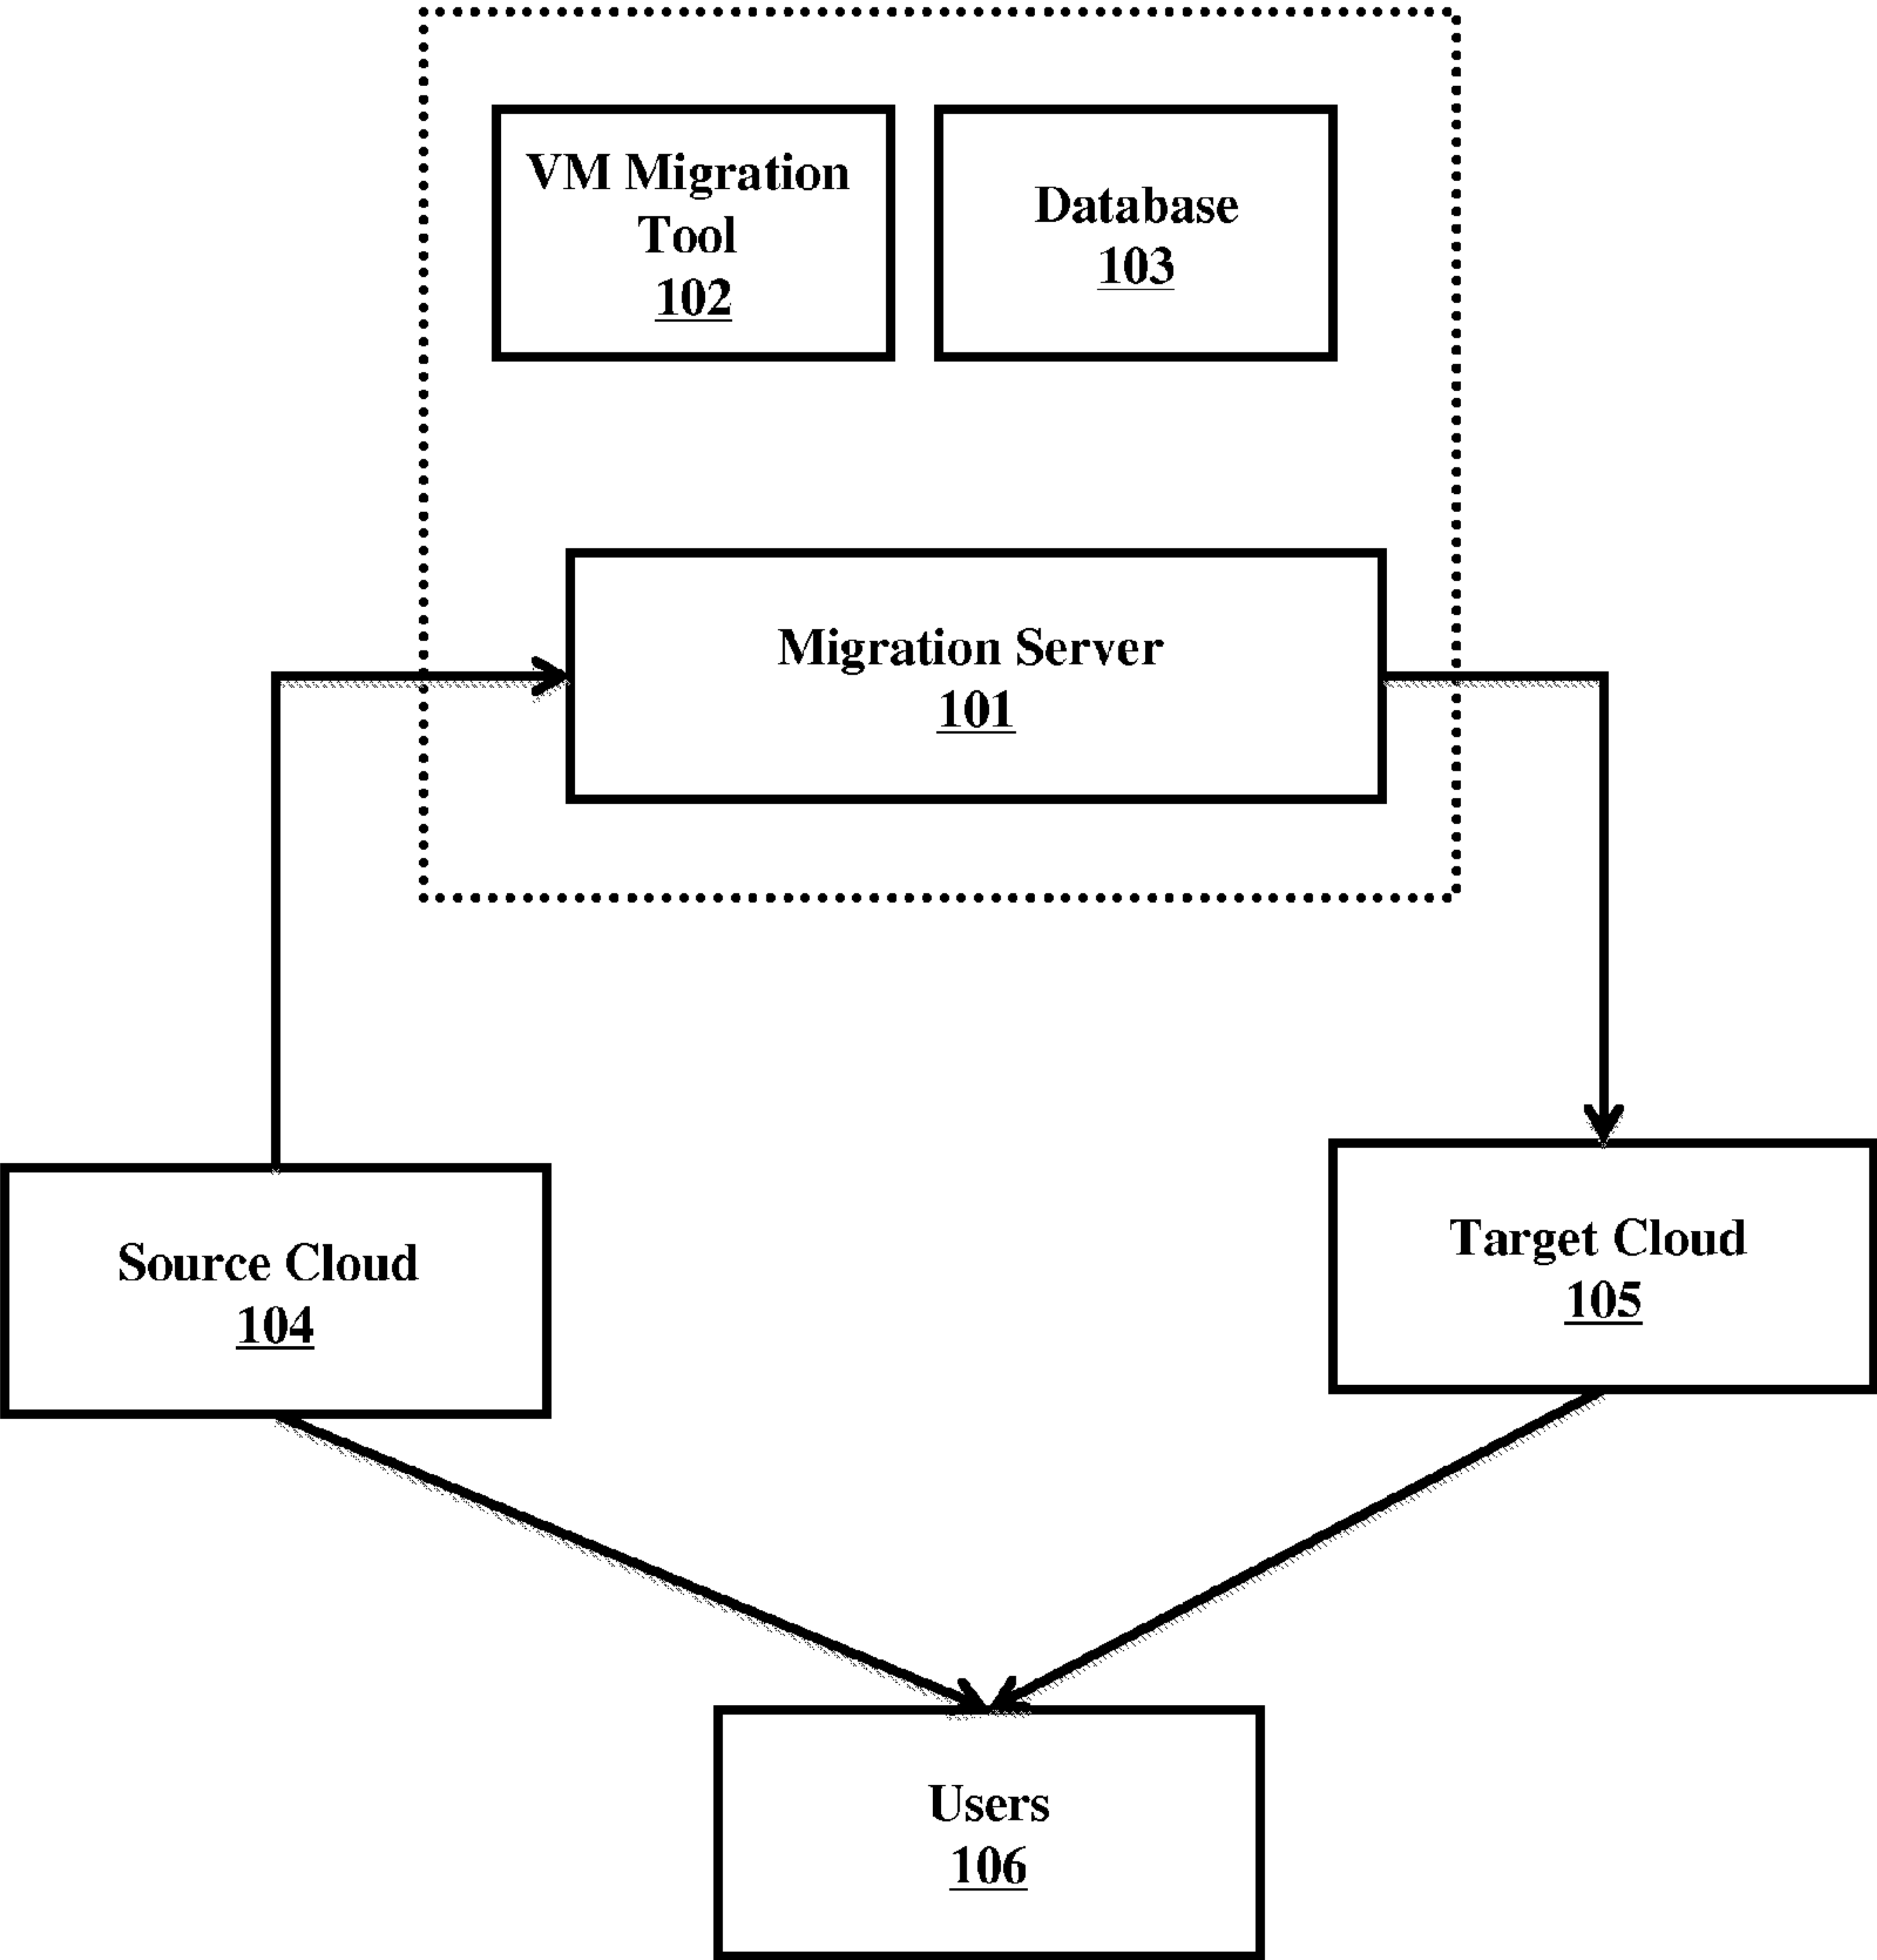 VM Migration
Tool
102
Database
103
Migration Server
101
Source Cloud
104
Target Cloud
105
Users
106